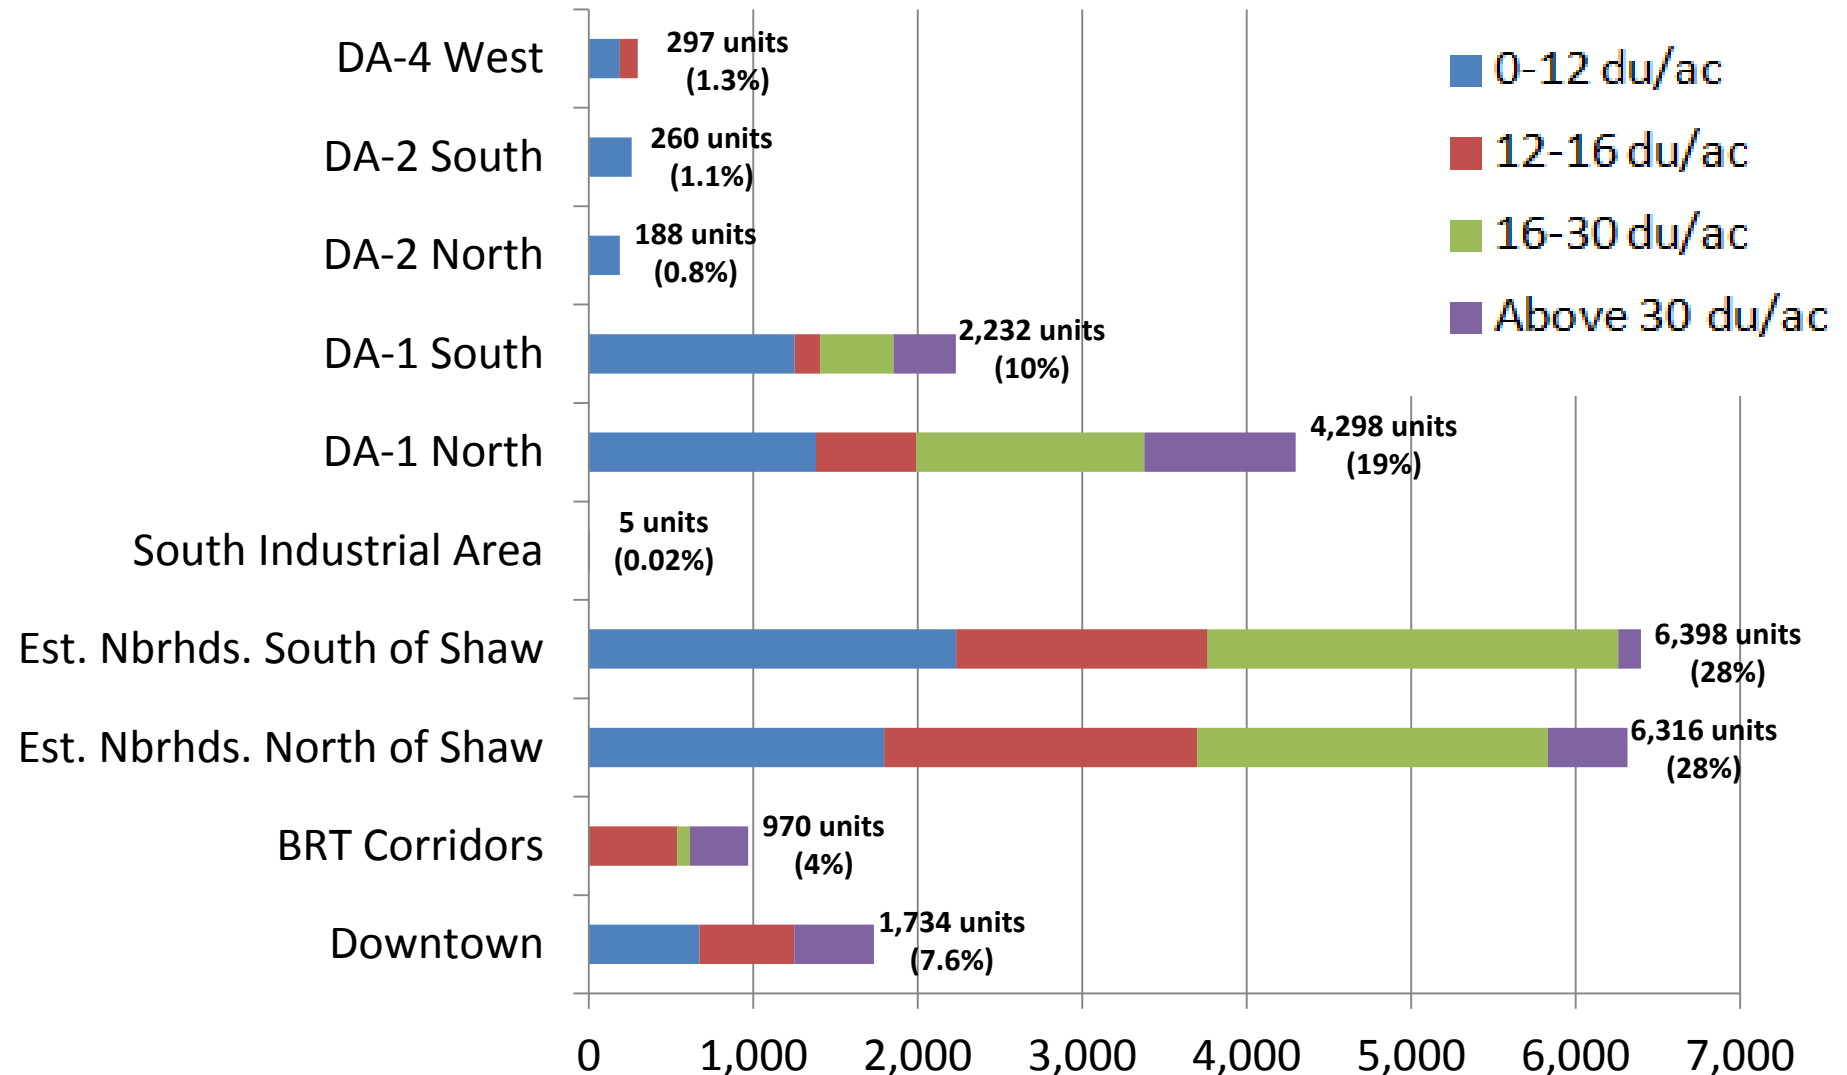 DA-4 West
297 units
(1.3%)
DA-2 South
260 units
(1.1%)
DA-2 North
188 units
(0.8%)
DA-1 South
2,232 units
(10%)
DA-1 North
4,298 units
(19%)
South Industrial Area
5 units
(0.02%)
Est. Nbrhds. South of Shaw
6,398 units
(28%)
Est. Nbrhds. North of Shaw
6,316 units
(28%)
BRT Corridors
970 units
(4%)
Downtown
1,734 units
(7.6%)
0 1,000 2,000 3,000 4,000 5,000 6,000 7,000
0-12 du/ac
12-16 du/ac
16-30 du/ac
Above 30 du/ac